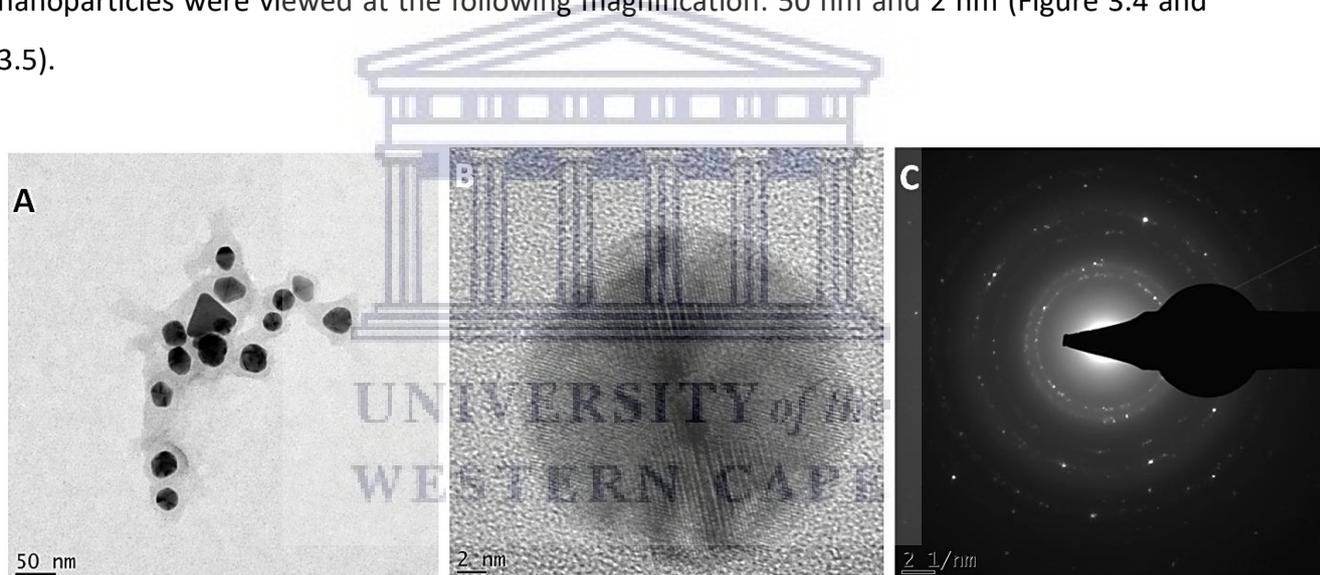 nanoparticles were viewed at the following magnification: 50 nm and 2 nm (Figure 3.4 and
3.5).
A
B
C
UNIVERSITY of the
WESTERN CAPE
50 nm
2 nm
2 1/nm